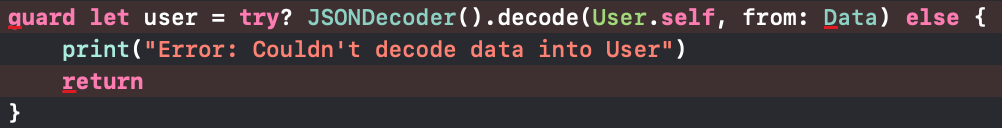 guard let user = try? JSONDecoder().decode(User.self, from: Data) else {
    print("Error: Couldn't decode data into User")
    return
}